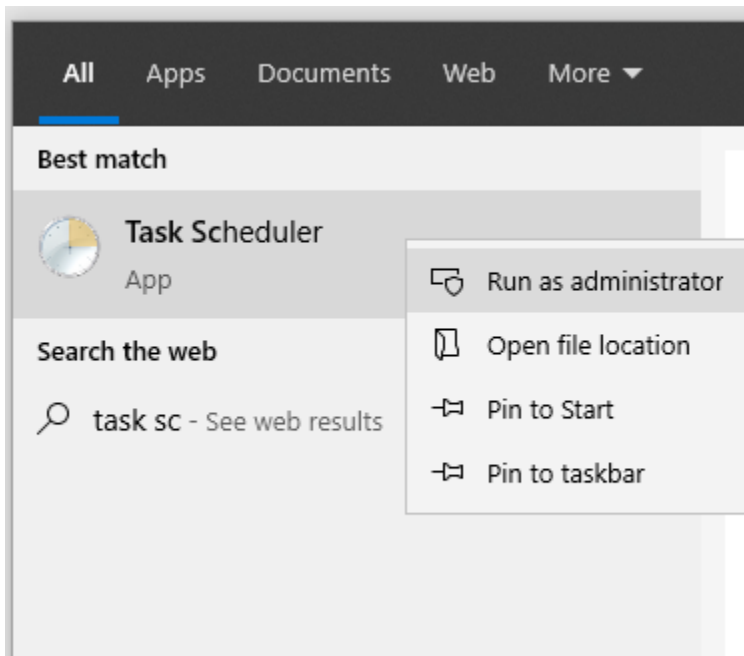 All Apps Documents Web More
Best match
Task Scheduler
App
Run as administrator
Open file location
Search the web
task sc - See web results
Pin to Start
Pin to taskbar